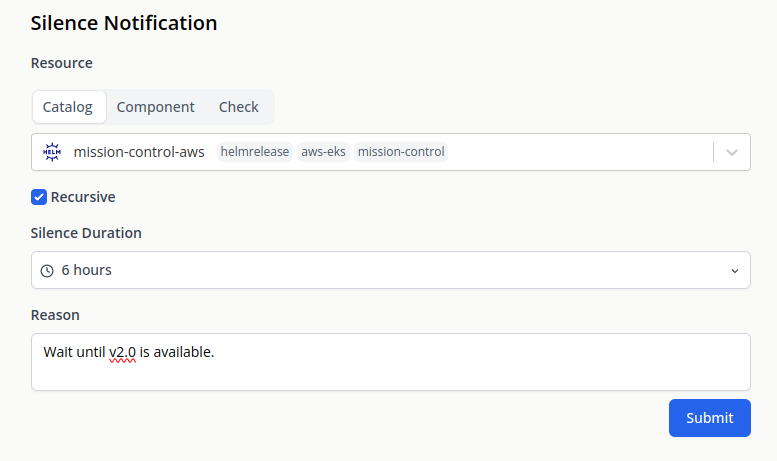 Silence Notification
Resource
Catalog Component Check
HELM mission-control-aws helmrelease aws-eks mission-control
Recursive
Silence Duration
6 hours
Reason
Wait until v2.0 is available.
Submit